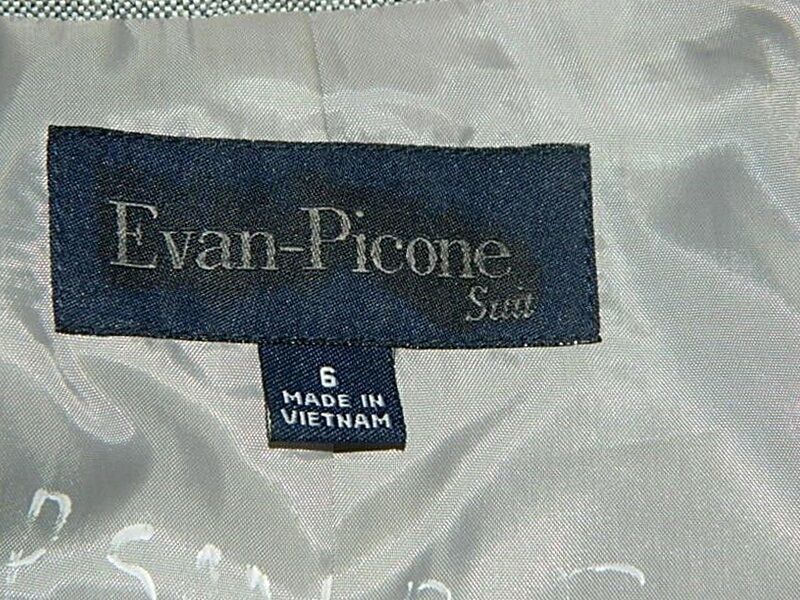 Evan-Picone
Suit
6
MADE IN
VIETNAM